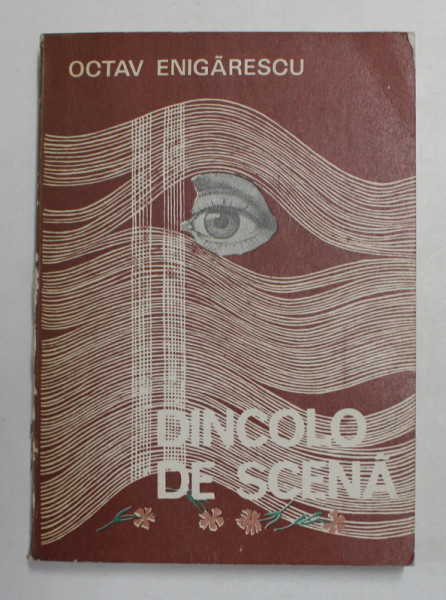 OCTAV ENIGĂRESCU
DINCOLO
DE SCENĂ